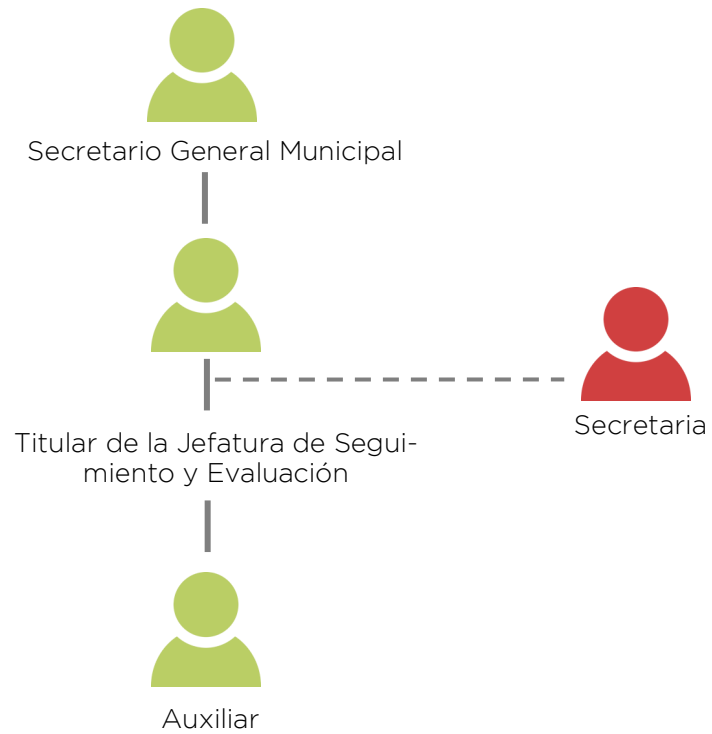 Secretario General Municipal
Secretaria
Titular de la Jefatura de Segui-
miento y Evaluación
Auxiliar